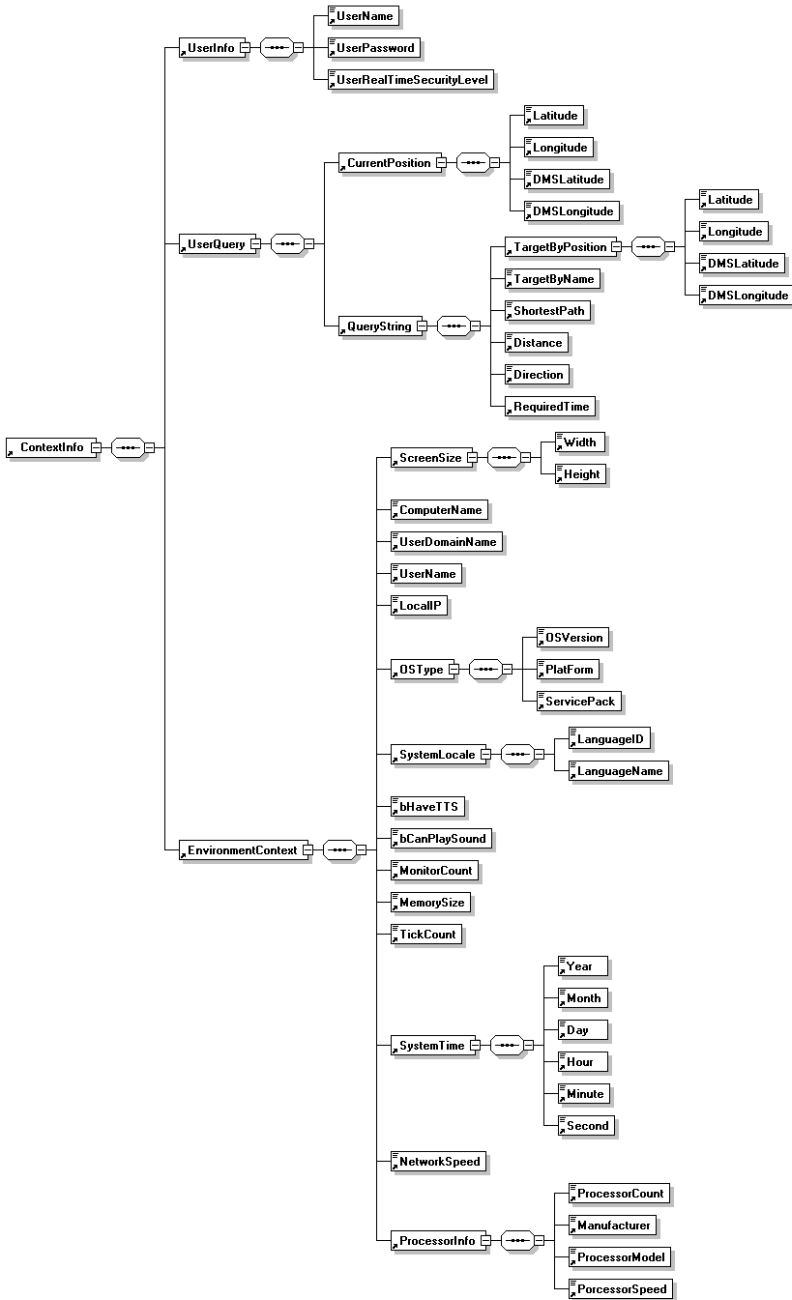 UserName
UserInfo
UserPassword
UserRealTimeSecurityLevel
Latitude
Longitude
CurrentPosition
DMSLatitude
DMSLongitude
Latitude
Longitude
UserQuery
TargetByPosition
DMSLatitude
TargetByName
DMSLongitude
ShortestPath
QueryString
Distance
Direction
RequiredTime
ContextInfo
Width
ScreenSize
Height
ComputerName
UserDomainName
UserName
LocalIP
OSVersion
OSType
PlatForm
ServicePack
LanguageID
SystemLocale
LanguageName
bHaveTTS
bCanPlaySound
EnvironmentContext
MonitorCount
MemorySize
TickCount
Year
Month
Day
SystemTime
Hour
Minute
Second
NetworkSpeed
ProcessorCount
Manufacturer
ProcessorInfo
ProcessorModel
PorcessorSpeed